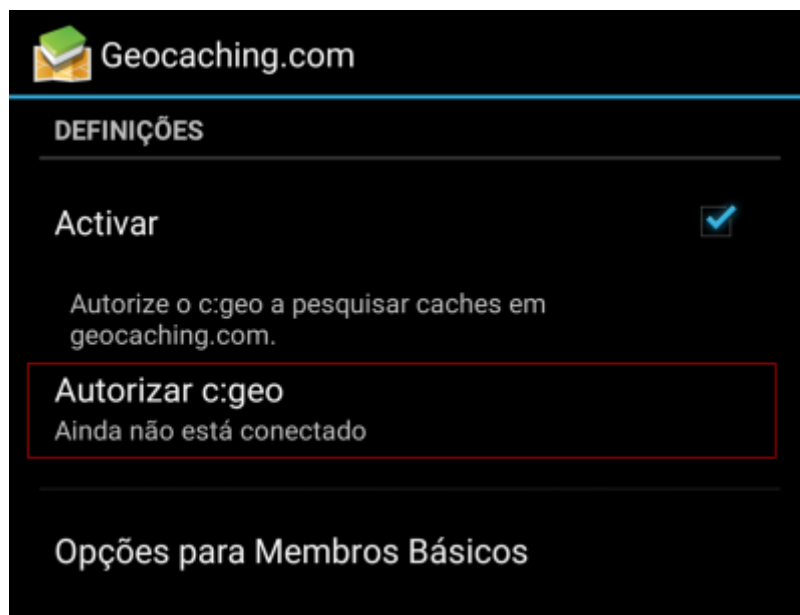 Geocaching.com
DEFINIÇÕES
Activar
Autorize o c:geo a pesquisar caches em
geocaching.com.
Autorizar c:geo
Ainda não está conectado
Opções para Membros Básicos